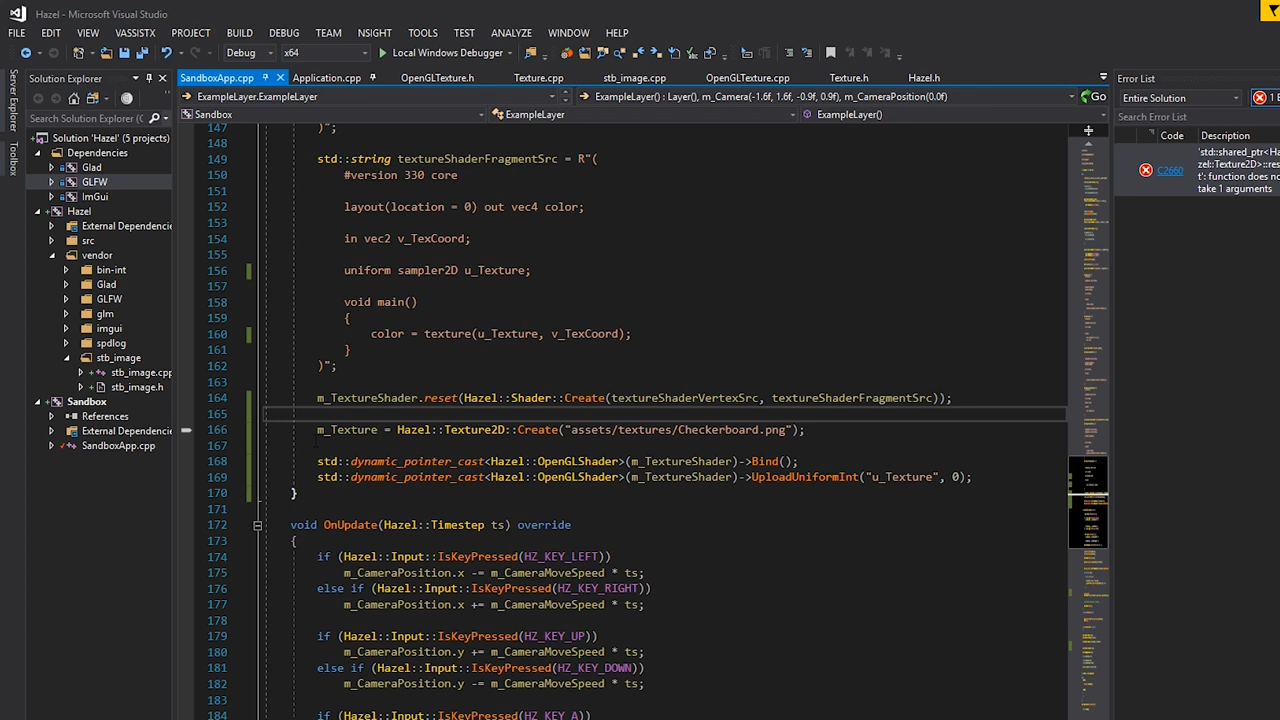 Hazel - Microsoft Visual Studio
FILE EDIT VIEW VASSISTX PROJECT BUILD DEBUG TEAM NSIGHT TOOLS TEST ANALYZE WINDOW HELP
Debug x64 Local Windows Debugger
Server Explorer
Toolbox
Solution Explorer
Search Solution Explorer (
Solution 'Hazel' (5 projects)
Dependencies
Glad
GLFW
ImGui
Hazel
External Dependencie
src
vendor
bin-int
Glad
GLFW
glm
imgui
spdlog
stb_image
stb_image.cpp
stb_image.h
Sandbox
References
External Dependencie
SandboxApp.cpp
SandboxApp.cpp Application.cpp OpenGLTexture.h Texture.cpp stb_image.cpp OpenGLTexture.cpp Texture.h Hazel.h
ExampleLayer.ExampleLayer ExampleLayer() : Layer(), m_Camera(-1.6f, 1.6f, -0.9f, 0.9f), m_CameraPosition(0.0f) Go
Sandbox ExampleLayer ExampleLayer()
147 )";
148
149 std::string textureShaderFragmentSrc = R"(
150 #version 330 core
151
152 layout(location = 0) out vec4 color;
153
154 in vec2 v_TexCoord;
155
156 uniform sampler2D u_Texture;
157
158 void main()
159 {
160 color = texture(u_Texture, v_TexCoord);
161 }
162 )";
163
164 m_TextureShader.reset(Hazel::Shader::Create(textureShaderVertexSrc, textureShaderFragmentSrc));
165
166 m_Texture = Hazel::Texture2D::Create("assets/textures/Checkerboard.png");
167
168 std::dynamic_pointer_cast<Hazel::OpenGLShader>(m_TextureShader)->Bind();
169 std::dynamic_pointer_cast<Hazel::OpenGLShader>(m_TextureShader)->UploadUniformInt("u_Texture", 0);
170 }
171
172 void OnUpdate(Hazel::Timestep ts) override
173 {
174 if (Hazel::Input::IsKeyPressed(HZ_KEY_LEFT))
175 m_CameraPosition.x -= m_CameraMoveSpeed * ts;
176 else if (Hazel::Input::IsKeyPressed(HZ_KEY_RIGHT))
177 m_CameraPosition.x += m_CameraMoveSpeed * ts;
178
179 if (Hazel::Input::IsKeyPressed(HZ_KEY_UP))
180 m_CameraPosition.y += m_CameraMoveSpeed * ts;
181 else if (Hazel::Input::IsKeyPressed(HZ_KEY_DOWN))
182 m_CameraPosition.y -= m_CameraMoveSpeed * ts;
183
184 if (Hazel::Input::IsKeyPressed(HZ_KEY_A))
Error List
Entire Solution 1 E
Search Error List
Code Description
C2660 'std::shared_ptr<Ha
zel::Texture2D>::res
t': function does no
take 1 arguments